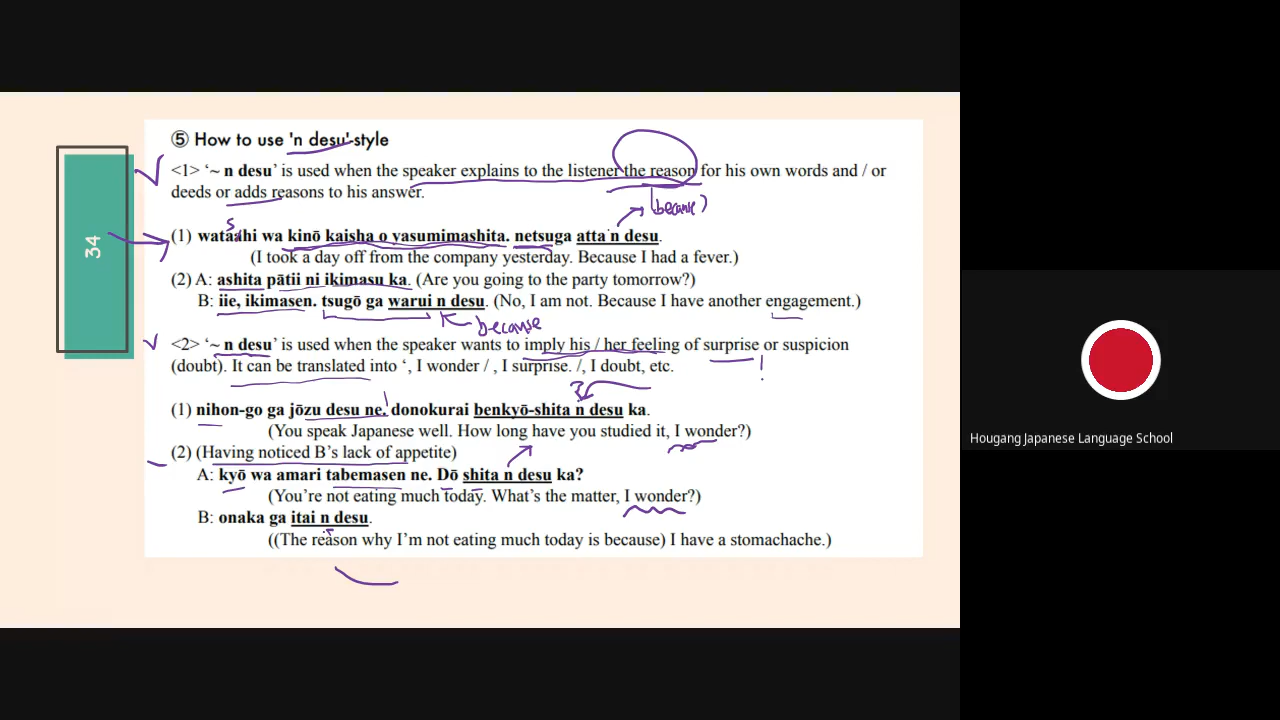 34
⑤ How to use 'n desu'-style
<1> ‘~ n desu’ is used when the speaker explains to the listener the reason for his own words and / or
deeds or adds reasons to his answer.
(because)
s
(1) watashi wa kinō kaisha o yasumimashita. netsuga atta n desu.
(I took a day off from the company yesterday. Because I had a fever.)
(2) A: ashita pātii ni ikimasu ka. (Are you going to the party tomorrow?)
B: iie, ikimasen. tsugō ga warui n desu. (No, I am not. Because I have another engagement.)
because
<2> ‘~ n desu’ is used when the speaker wants to imply his / her feeling of surprise or suspicion
(doubt). It can be translated into ‘, I wonder / , I surprise. /, I doubt, etc.
!
(1) nihon-go ga jōzu desu ne. donokurai benkyō-shita n desu ka.
(You speak Japanese well. How long have you studied it, I wonder?)
(2) (Having noticed B’s lack of appetite)
A: kyō wa amari tabemasen ne. Dō shita n desu ka?
(You’re not eating much today. What’s the matter, I wonder?)
B: onaka ga itai n desu.
((The reason why I’m not eating much today is because) I have a stomachache.)
Hougang Japanese Language School